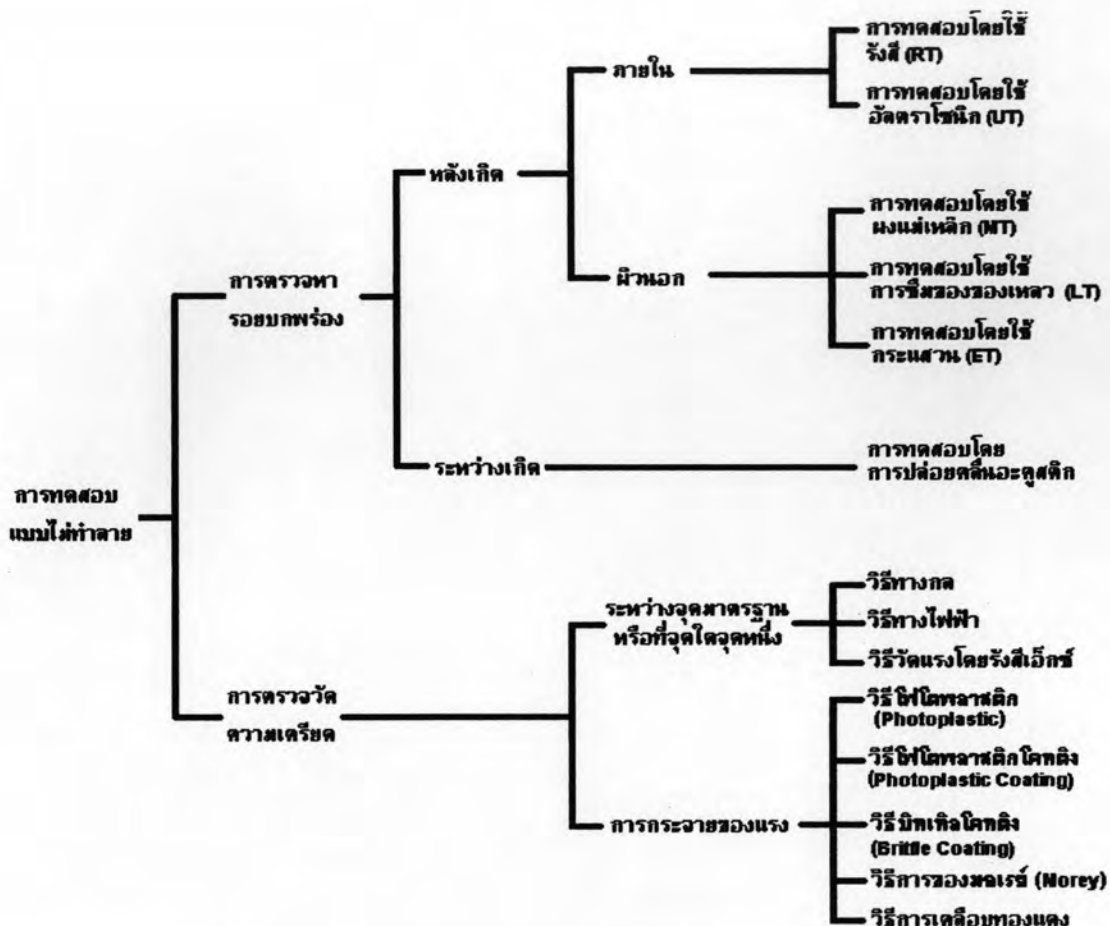 การทดสอบ
แบบไม่ทำลาย
การตรวจหา
รอยบกพร่อง
หลังเกิด
ภายใน
การทดสอบโดยใช้
รังสี (RT)
การทดสอบโดยใช้
อัลตราโซนิก (UT)
ผิวนอก
การทดสอบโดยใช้
ผงแม่เหล็ก (MT)
การทดสอบโดยใช้
การซึมของของเหลว (LT)
การทดสอบโดยใช้
กระแสวน (ET)
ระหว่างเกิด
การทดสอบโดย
การปล่อยคลื่นอะคูสติก
การตรวจวัด
ความเครียด
ระหว่างจุดมาตรฐาน
หรือที่จุดใดจุดหนึ่ง
วิธีทางกล
วิธีทางไฟฟ้า
วิธีวัดแรงโดยรังสีเอ็กซ์
การกระจายของแรง
วิธีโฟโตพลาสติก
(Photoplastic)
วิธีโฟโตพลาสติกโคทติง
(Photoplastic Coating)
วิธีบิทเทิลโคทติง
(Brittle Coating)
วิธีการของมอเรย์ (Morey)
วิธีการเคลือบทองแดง